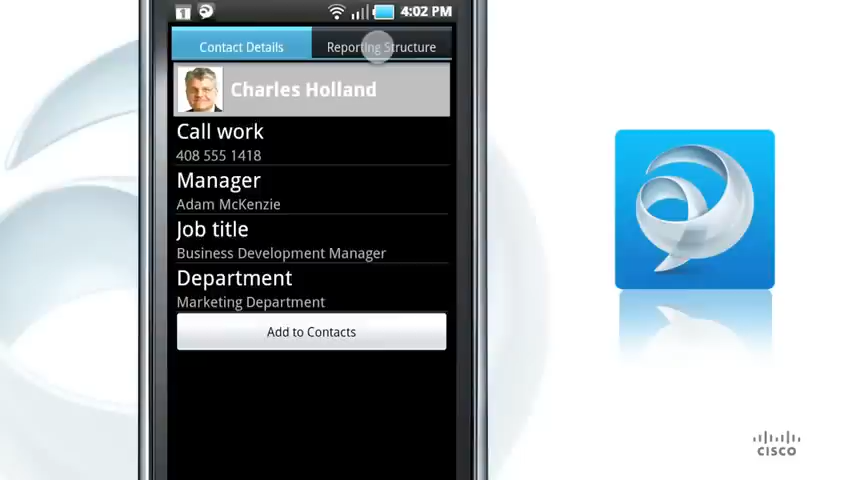 1 4:02 PM
Contact Details Reporting Structure
Charles Holland
Call work
408 555 1418
Manager
Adam McKenzie
Job title
Business Development Manager
Department
Marketing Department
Add to Contacts
CISCO